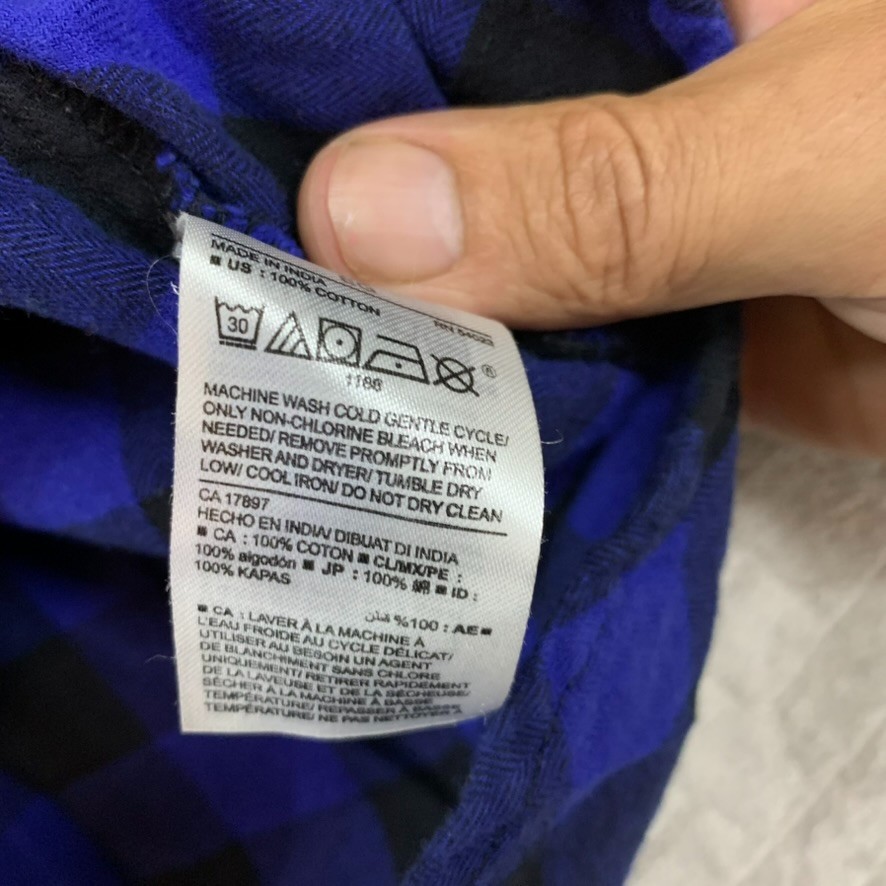 MADE IN INDIA
■ US : 100% COTTON
RN 54023
30
1186
®
MACHINE WASH COLD GENTLE CYCLE/
ONLY NON-CHLORINE BLEACH WHEN
NEEDED/ REMOVE PROMPTLY FROM
WASHER AND DRYER/ TUMBLE DRY
LOW/ COOL IRON/ DO NOT DRY CLEAN
CA 17897
HECHO EN INDIA/ DIBUAT DI INDIA
■ CA : 100% COTON ■ CL/MX/PE :
100% algodón ■ JP : 100% 綿 ■ ID :
100% KAPAS
■ AE : 100% قطن
■ CA : LAVER À LA MACHINE À
L'EAU FROIDE AU CYCLE DÉLICAT/
UTILISER AU BESOIN UN AGENT
DE BLANCHIMENT SANS CHLORE
UNIQUEMENT/ RETIRER RAPIDEMENT
DE LA LAVEUSE ET DE LA SÉCHEUSE/
SÉCHER À LA MACHINE À BASSE
TEMPÉRATURE/ REPASSER À BASSE
TEMPÉRATURE/ NE PAS NETTOYER À